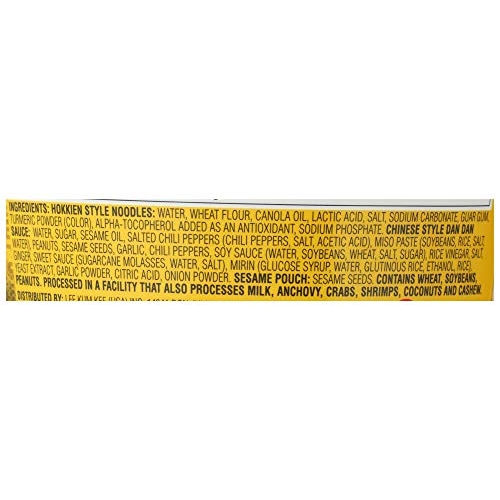 INGREDIENTS: HOKKIEN STYLE NOODLES: WATER, WHEAT FLOUR, CANOLA OIL, LACTIC ACID, SALT, SODIUM CARBONATE, GUAR GUM,
TURMERIC POWDER (COLOR), ALPHA-TOCOPHEROL ADDED AS AN ANTIOXIDANT, SODIUM PHOSPHATE. CHINESE STYLE DAN DAN
SAUCE: WATER, SUGAR, SESAME OIL, SALTED CHILI PEPPERS (CHILI PEPPERS, SALT, ACETIC ACID), MISO PASTE (SOYBEANS, RICE, SALT,
WATER), PEANUTS, SESAME SEEDS, GARLIC, CHILI PEPPERS, SOY SAUCE (WATER, SOYBEANS, WHEAT, SALT, SUGAR), RICE VINEGAR, SALT,
GINGER, SWEET SAUCE (SUGARCANE MOLASSES, WATER, SALT), MIRIN (GLUCOSE SYRUP, WATER, GLUTINOUS RICE, ETHANOL, RICE),
YEAST EXTRACT, GARLIC POWDER, CITRIC ACID, ONION POWDER. SESAME POUCH: SESAME SEEDS. CONTAINS WHEAT, SOYBEANS,
PEANUTS. PROCESSED IN A FACILITY THAT ALSO PROCESSES MILK, ANCHOVY, CRABS, SHRIMPS, COCONUTS AND CASHEW.
DISTRIBUTED BY: LEE KUM KEE (USA) INC.